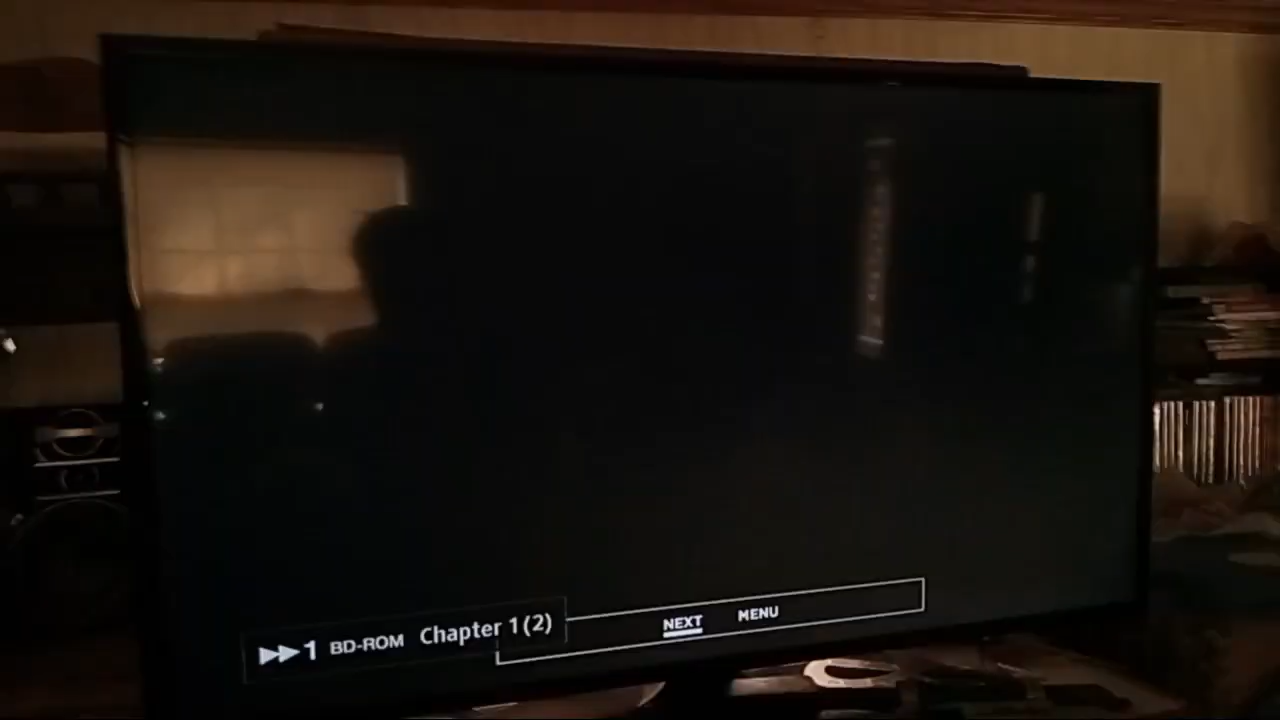 ▶▶1 BD-ROM Chapter 1(2)
NEXT MENU